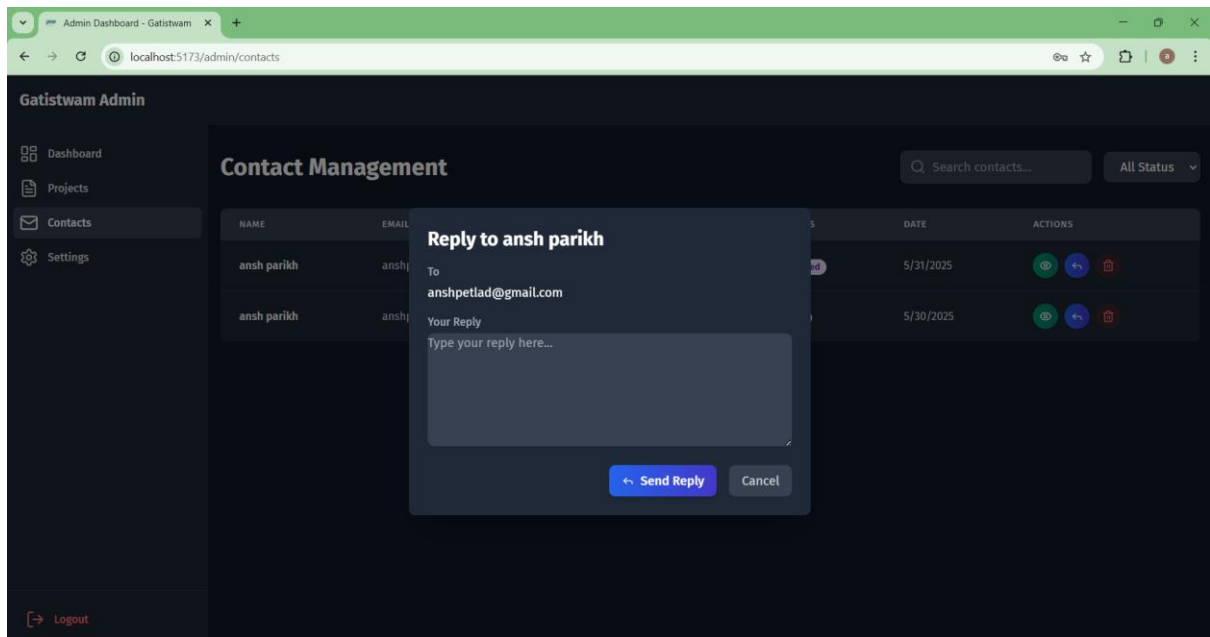 Admin Dashboard - Gatistwam
localhost:5173/admin/contacts
a
Gatistwam Admin
Dashboard
Projects
Contacts
Settings
Logout
Contact Management
Search contacts...
All Status
NAME EMAIL DATE ACTIONS
ansh parikh 5/31/2025
ansh parikh 5/30/2025
Reply to ansh parikh
To
anshpetlad@gmail.com
Your Reply
Type your reply here...
Send Reply Cancel